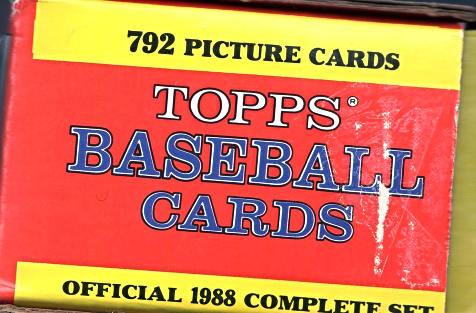 792 PICTURE CARDS
TOPPS®
BASEBALL
CARDS
OFFICIAL 1988 COMPLETE SET